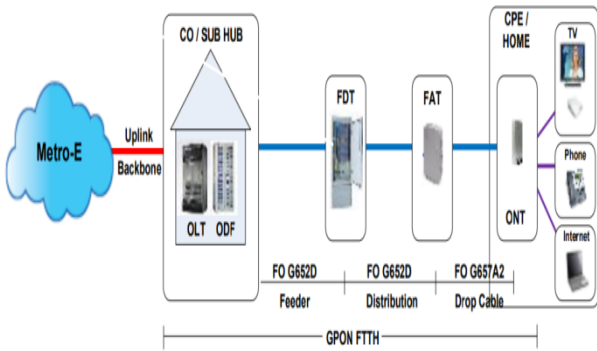 CO / SUB HUB
CPE /
HOME
TV
FDT
FAT
Metro-E
Uplink
Backbone
OLT ODF
ONT
Phone
Internet
FO G652D
FO G652D
FO G657A2
Feeder
Distribution
Drop Cable
GPON FTTH